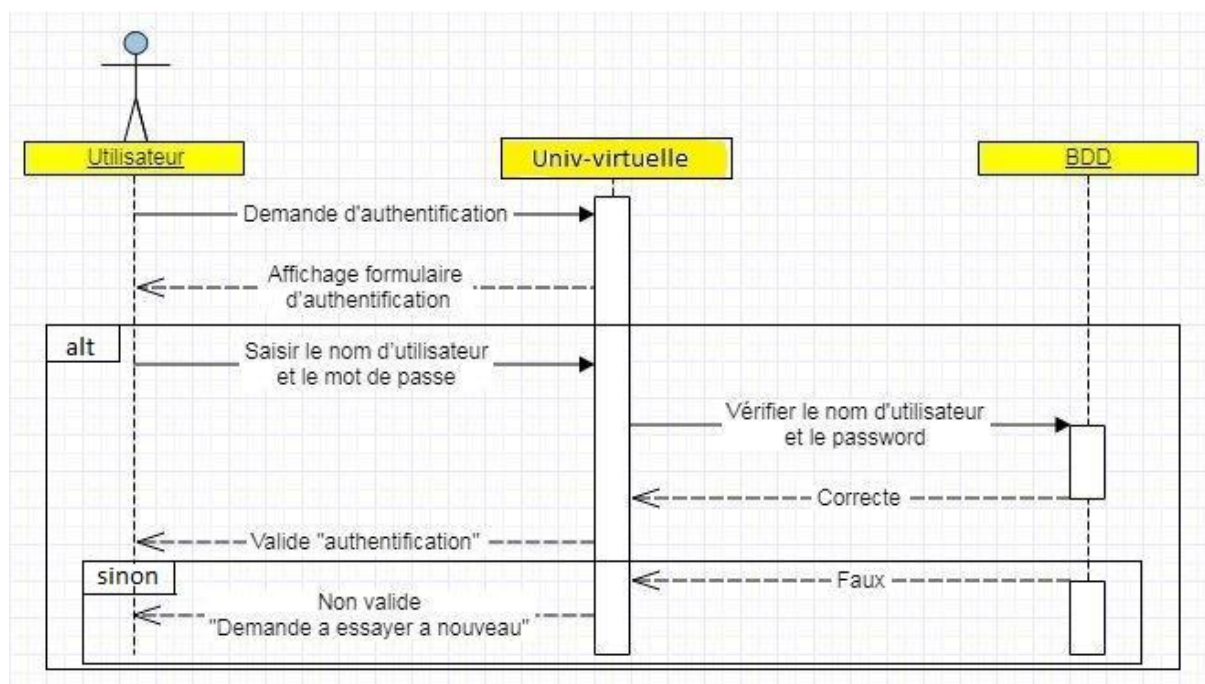 Utilisateur
Univ-virtuelle
BDD
Demande d'authentification
Affichage formulaire
d'authentification
alt
Saisir le nom d'utilisateur
et le mot de passe
Vérifier le nom d'utilisateur
et le password
Correcte
Valide "authentification"
sinon
Faux
Non valide
"Demande a essayer a nouveau"